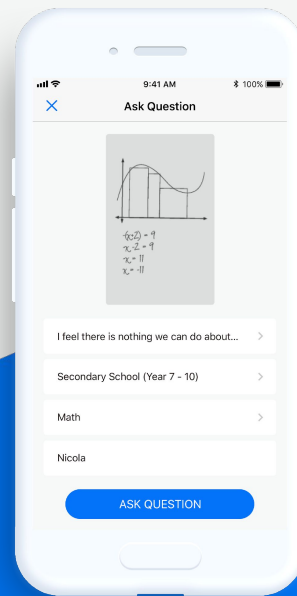 9:41 AM 100%
Ask Question
-(x-2) = 9
x-2 = 9
x = 11
x = -11
I feel there is nothing we can do about...
Secondary School (Year 7 - 10)
Math
Nicola
ASK QUESTION